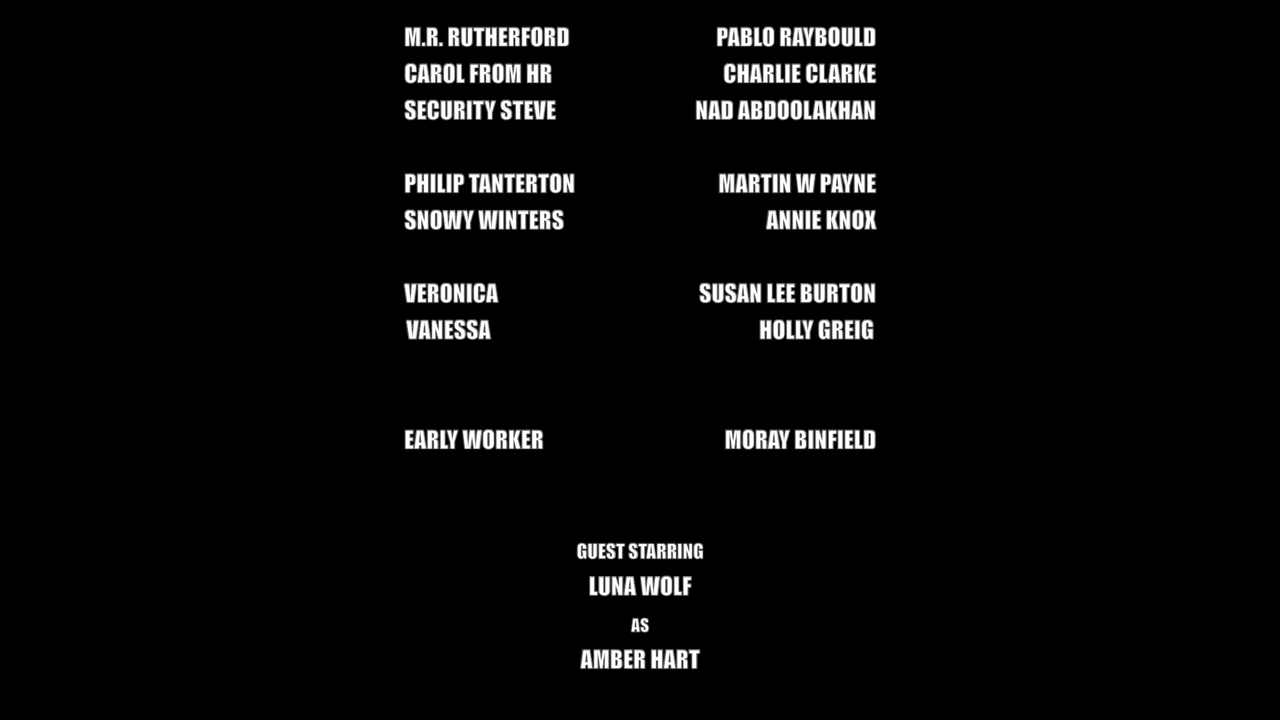 M.R. RUTHERFORD PABLO RAYBOULD
CAROL FROM HR CHARLIE CLARKE
SECURITY STEVE NAD ABDOOLAKHAN
PHILIP TANTERTON MARTIN W PAYNE
SNOWY WINTERS ANNIE KNOX
VERONICA SUSAN LEE BURTON
VANESSA HOLLY GREIG
EARLY WORKER MORAY BINFIELD
GUEST STARRING
LUNA WOLF
AS
AMBER HART